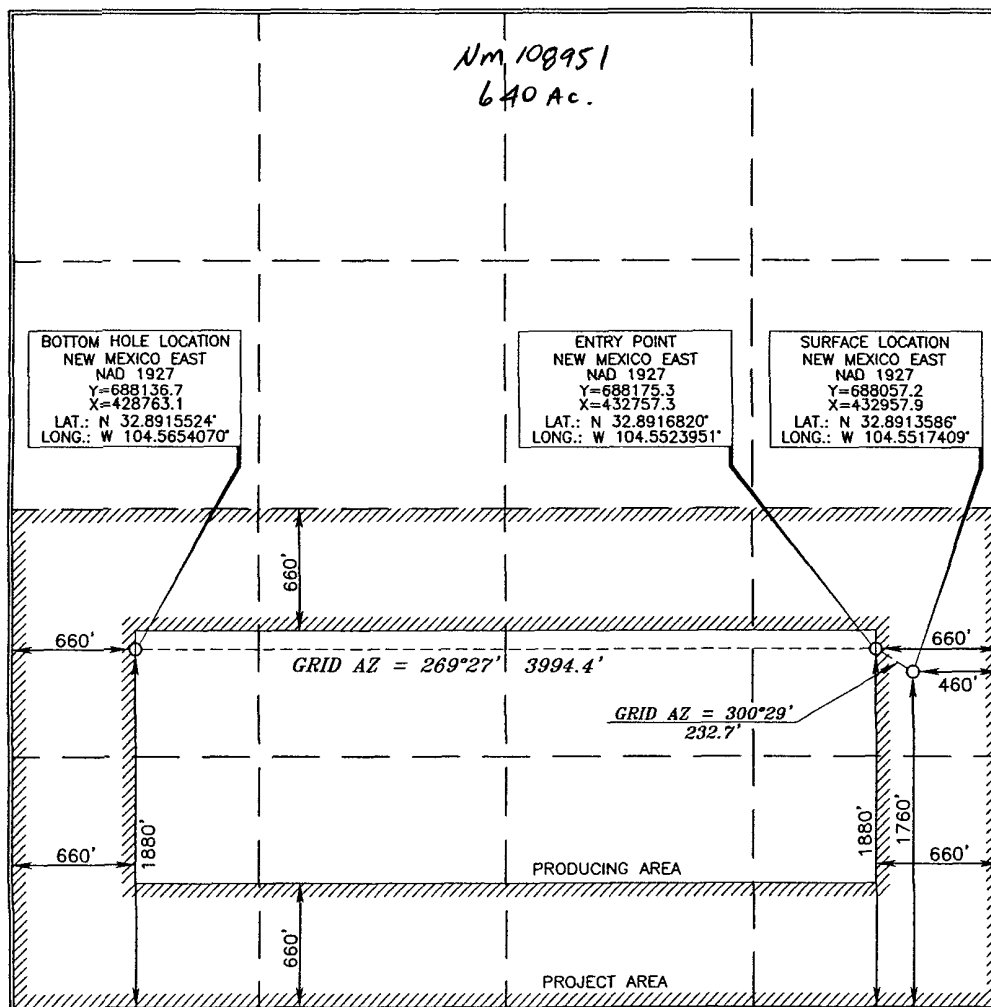 Nm 108951
640 Ac.
BOTTOM HOLE LOCATION
NEW MEXICO EAST
NAD 1927
Y=688136.7
X=428763.1
LAT.: N 32.8915524°
LONG.: W 104.5654070°
ENTRY POINT
NEW MEXICO EAST
NAD 1927
Y=688175.3
X=432757.3
LAT.: N 32.8916820°
LONG.: W 104.5523951°
SURFACE LOCATION
NEW MEXICO EAST
NAD 1927
Y=688057.2
X=432957.9
LAT.: N 32.8913586°
LONG.: W 104.5517409°
660'
660'
660'
GRID AZ = 269°27' 3994.4'
460'
GRID AZ = 300°29'
232.7'
1880'
1880'
1760'
660'
660'
PRODUCING AREA
660'
PROJECT AREA